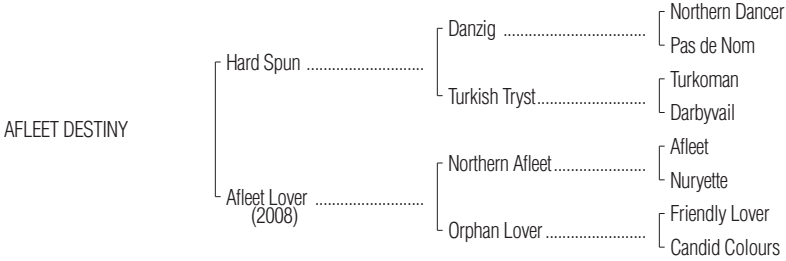 Northern Dancer
Danzig ................................
Pas de Nom
Hard Spun ..........................
Turkoman
Turkish Tryst........................
Darbyvail
AFLEET DESTINY
Afleet
Northern Afleet....................
Nuryette
Afleet Lover ........................
(2008)
Friendly Lover
Orphan Lover ......................
Candid Colours